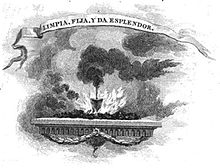 LIMPIA, FIJA, Y DA ESPLENDOR.